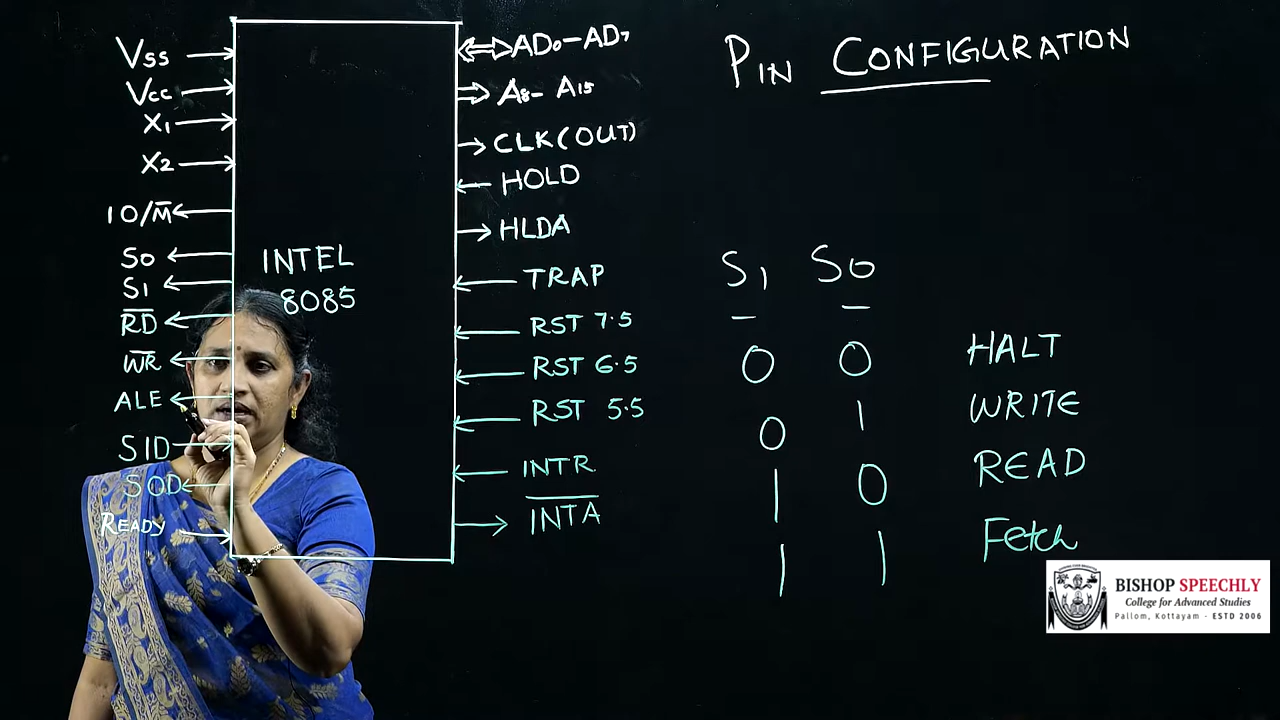 PIN CONFIGURATION
VSS
VCC
X1
X2
IO/M̅
S0
S1
R̅D̅
W̅R̅
ALE
SID
SOD
READY
INTEL
8085
AD0-AD7
A8-A15
CLK(OUT)
HOLD
HLDA
TRAP
RST 7.5
RST 6.5
RST 5.5
INTR
I̅N̅T̅A̅
S1 S0
0 0 HALT
0 1 WRITE
1 0 READ
1 1 Fetch
BISHOP SPEECHLY
College for Advanced Studies
Pallom, Kottayam - ESTD 2006